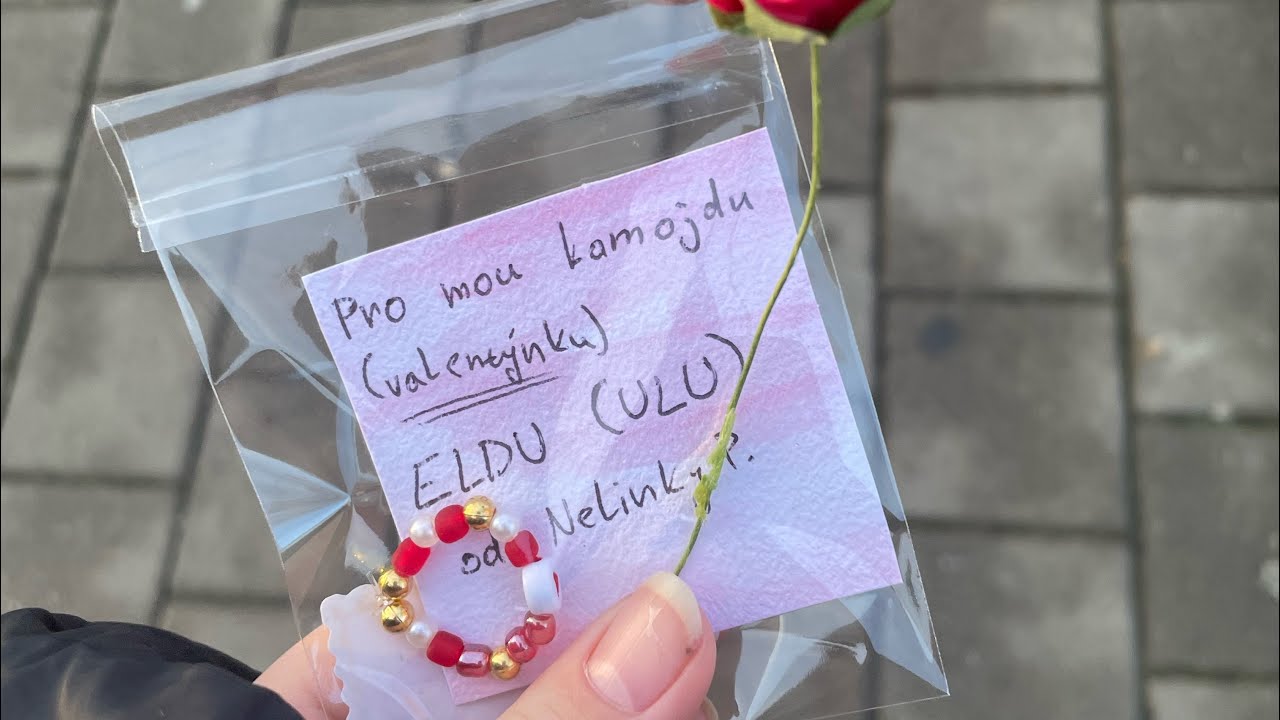 Pro mou kamojdu
(valentýnku)
ELDU (ULU)
od Nelinky P.